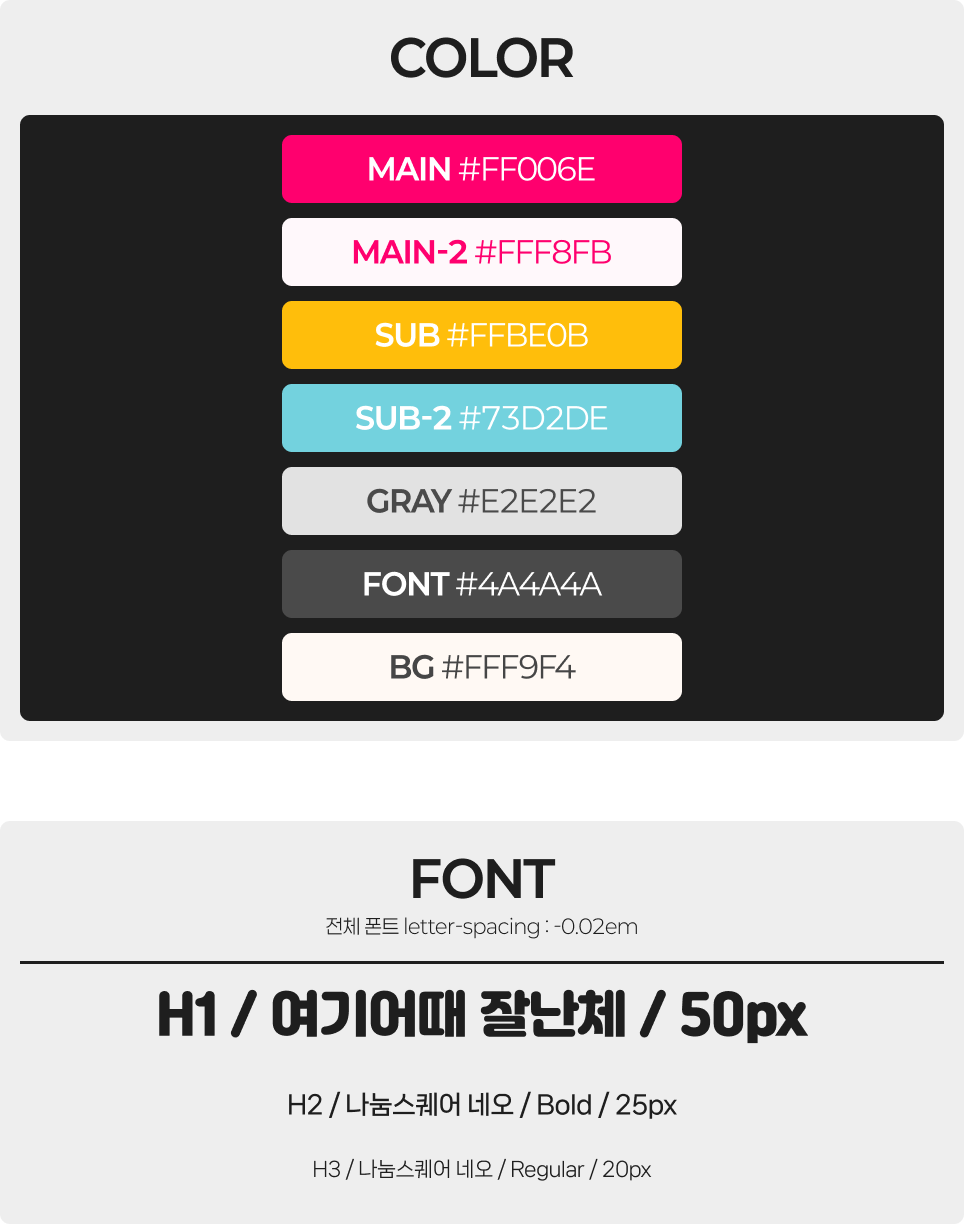 COLOR
MAIN #FF006E
MAIN-2 #FFF8FB
SUB #FFBE0B
SUB-2 #73D2DE
GRAY #E2E2E2
FONT #4A4A4A
BG #FFF9F4
FONT
전체 폰트 letter-spacing : -0.02em
H1 / 여기어때 잘난체 / 50px
H2 / 나눔스퀘어 네오 / Bold / 25px
H3 / 나눔스퀘어 네오 / Regular / 20px